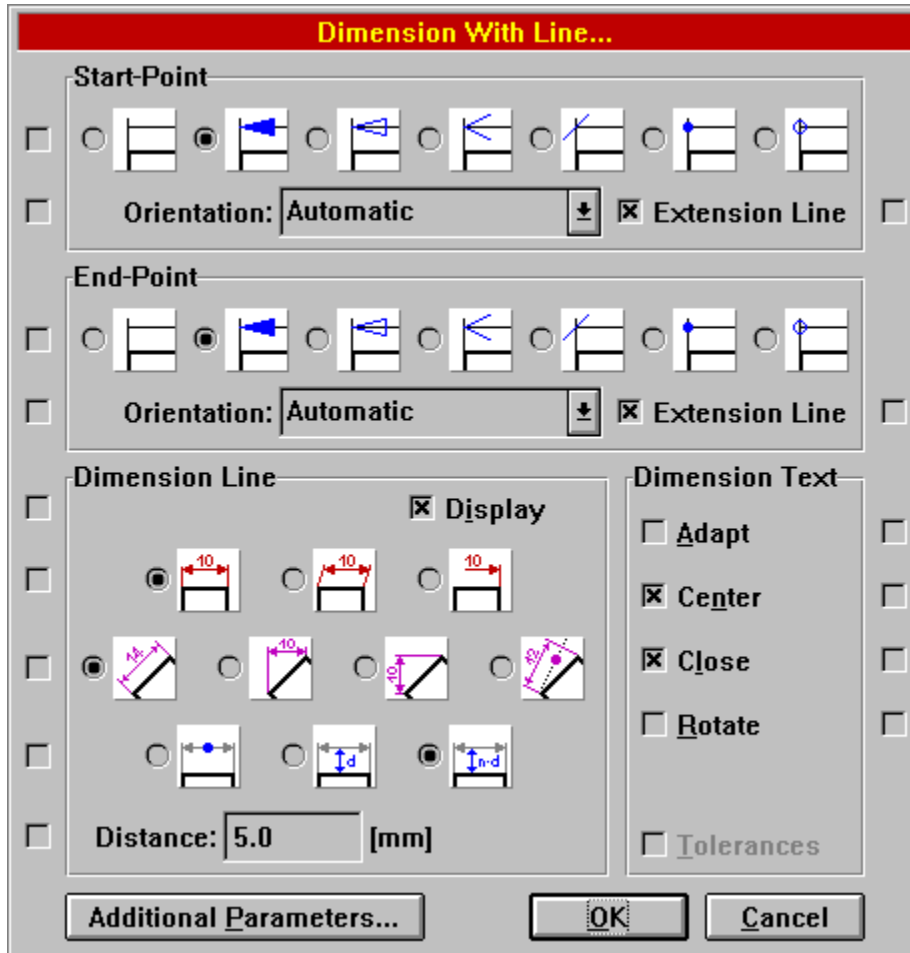 Dimension With Line...
Start-Point
Orientation: Automatic Extension Line
End-Point
Orientation: Automatic Extension Line
Dimension Line
Display
10 10 10
14 10 10 12
d n·d
Distance: 5.0 [mm]
Dimension Text
Adapt
Center
Close
Rotate
Tolerances
Additional Parameters... OK Cancel